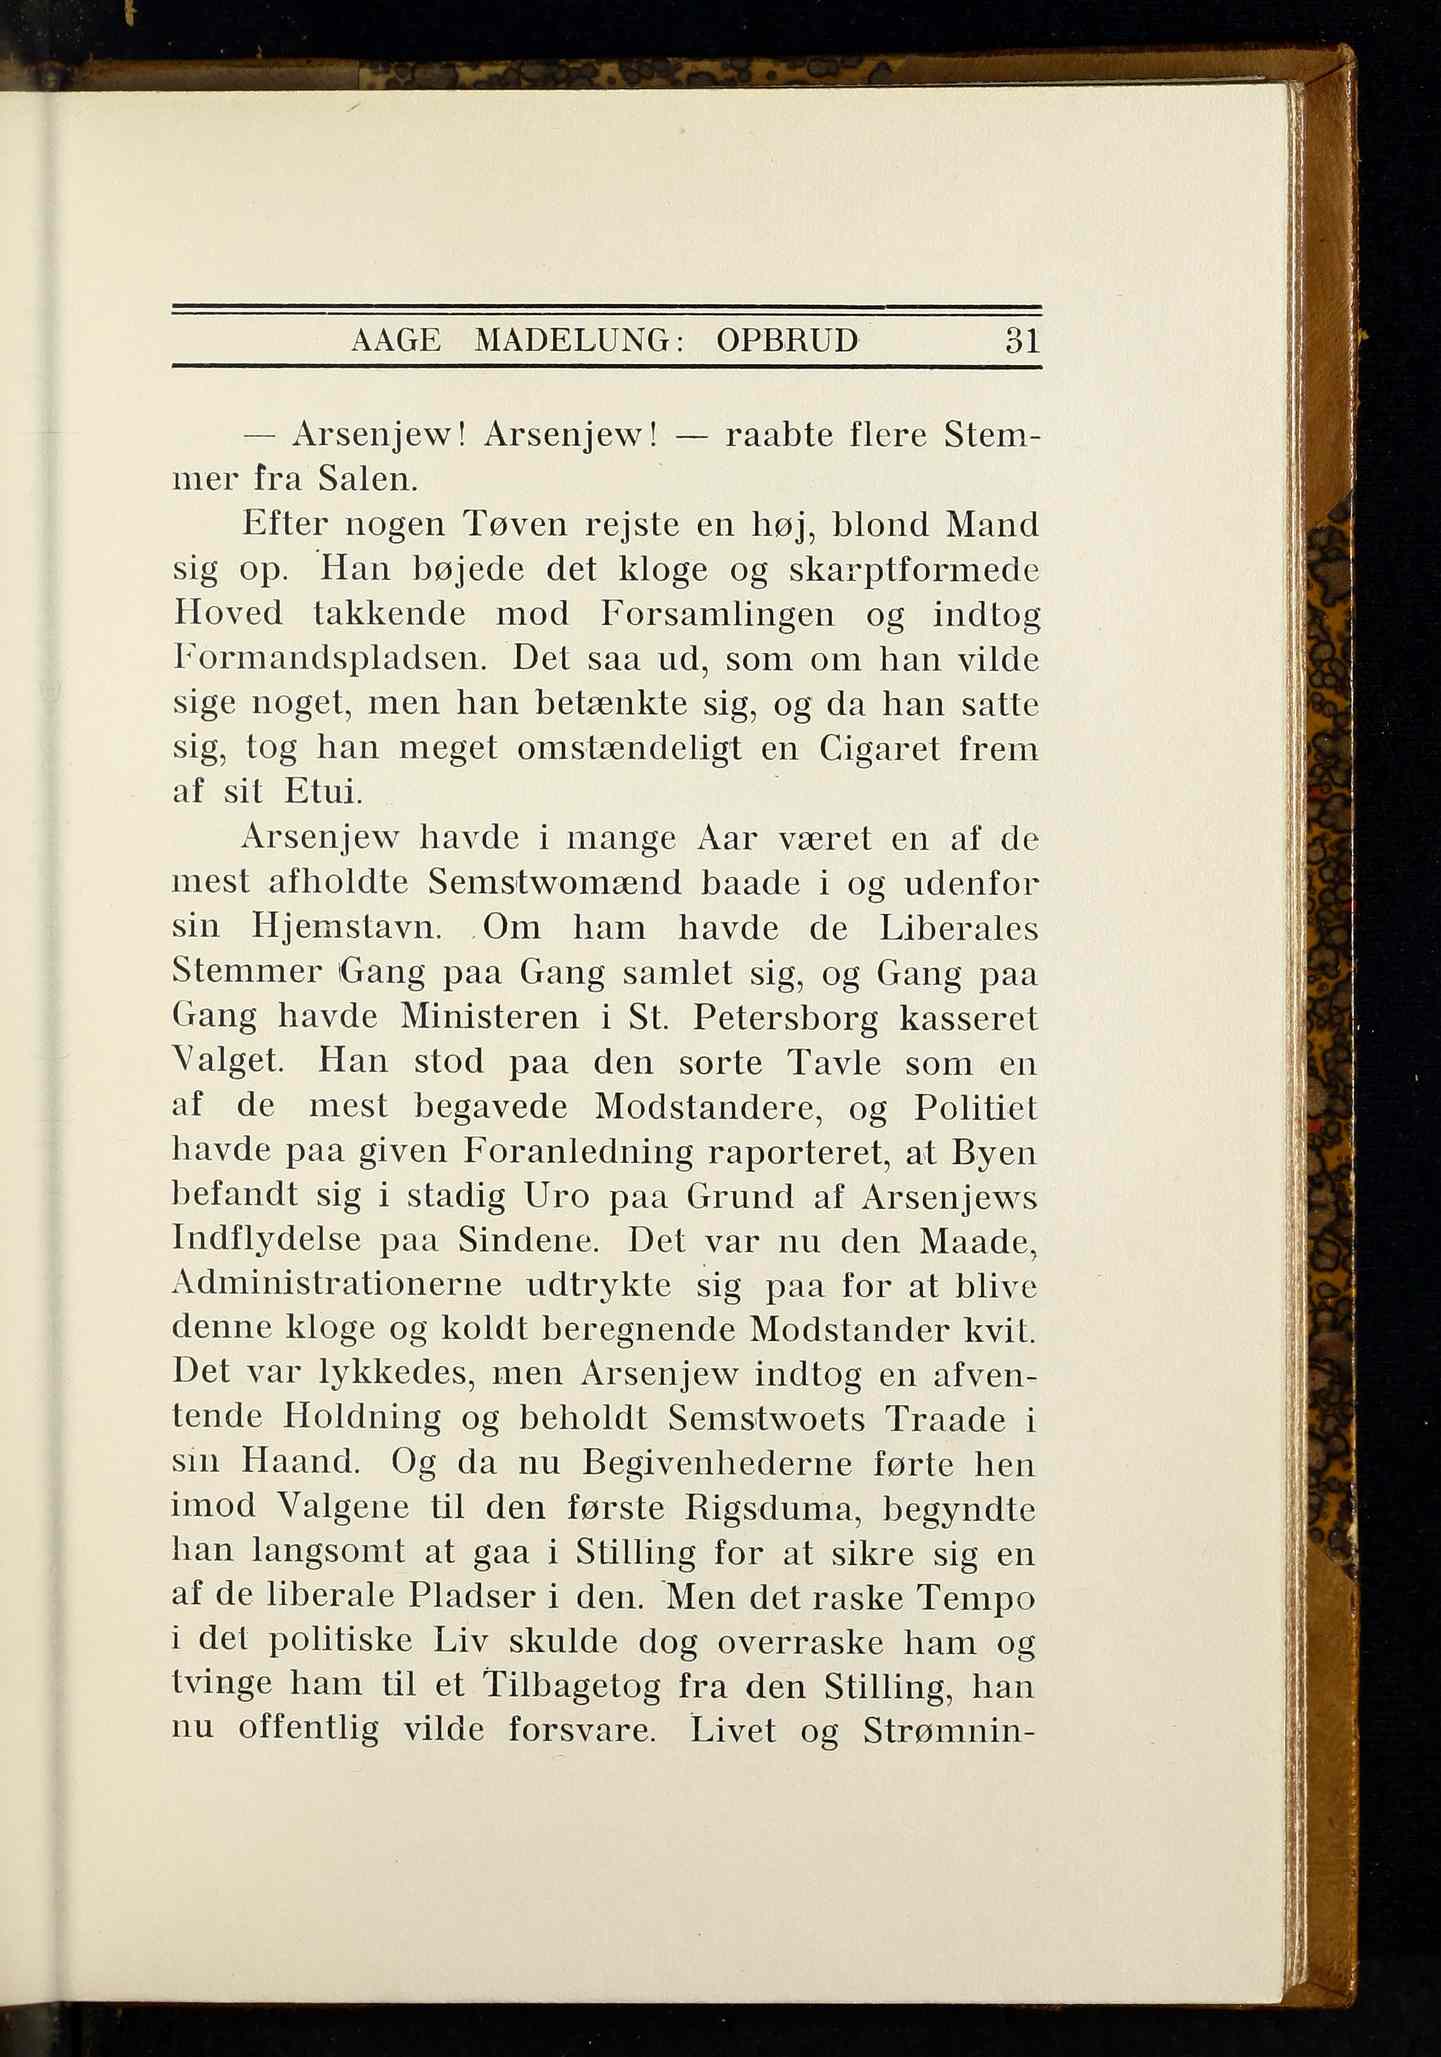 AAGE MADELUNG: OPBRUD 31
— Arsenjew! Arsenjew! — raabte flere Stem-
mer fra Salen.
Efter nogen Tøven rejste en høj, blond Mand
sig op. Han bøjede det kloge og skarptformede
Hoved takkende mod Forsamlingen og indtog
Formandspladsen. Det saa ud, som om han vilde
sige noget, men han betænkte sig, og da han satte
sig, tog han meget omstændeligt en Cigaret frem
af sit Etui.
Arsenjew havde i mange Aar været en af de
mest afholdte Semstwomænd baade i og udenfor
sin Hjemstavn. Om ham havde de Liberales
Stemmer Gang paa Gang samlet sig, og Gang paa
Gang havde Ministeren i St. Petersborg kasseret
Valget. Han stod paa den sorte Tavle som en
af de mest begavede Modstandere, og Politiet
havde paa given Foranledning raporteret, at Byen
befandt sig i stadig Uro paa Grund af Arsenjews
Indflydelse paa Sindene. Det var nu den Maade,
Administrationerne udtrykte sig paa for at blive
denne kloge og koldt beregnende Modstander kvit.
Det var lykkedes, men Arsenjew indtog en afven-
tende Holdning og beholdt Semstwoets Traade i
sin Haand. Og da nu Begivenhederne førte hen
imod Valgene til den første Rigsduma, begyndte
han langsomt at gaa i Stilling for at sikre sig en
af de liberale Pladser i den. Men det raske Tempo
i det politiske Liv skulde dog overraske ham og
tvinge ham til et Tilbagetog fra den Stilling, han
nu offentlig vilde forsvare. Livet og Strømnin-